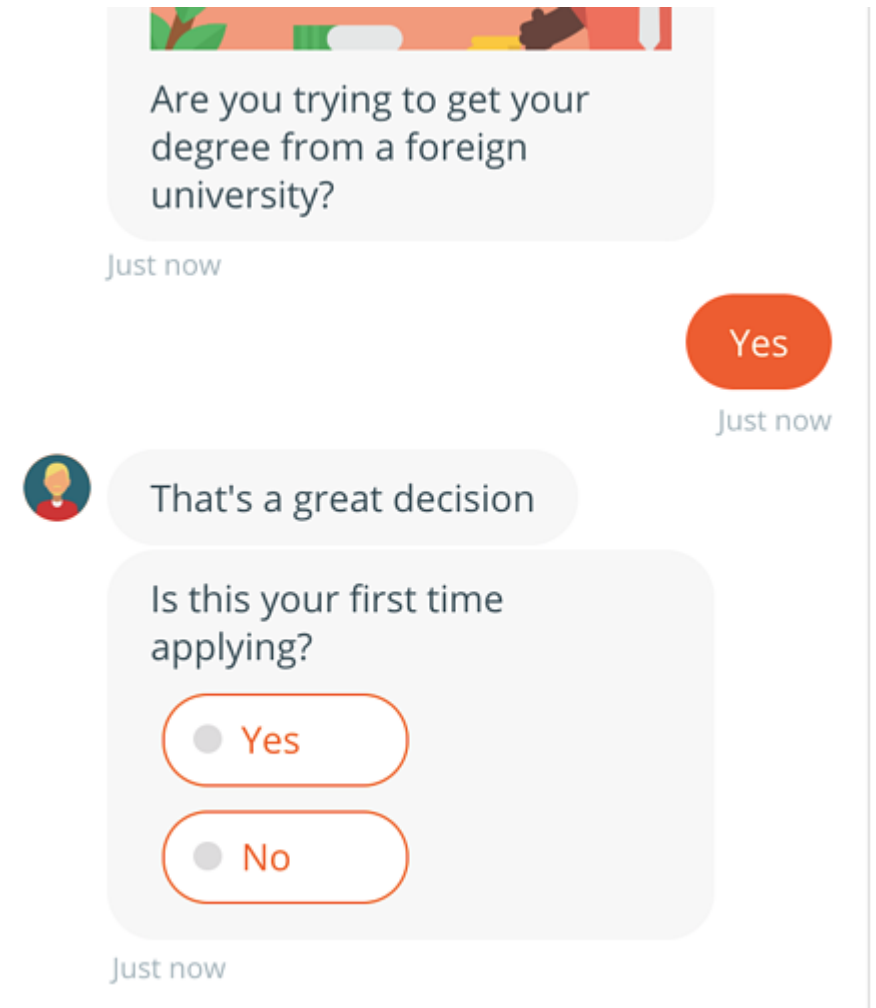 Are you trying to get your
degree from a foreign
university?
Just now
Yes
Just now
That's a great decision
Is this your first time
applying?
Yes
No
Just now